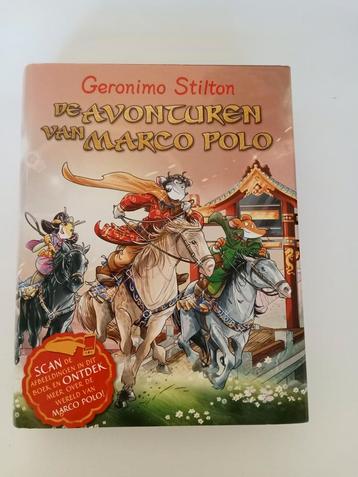 Geronimo Stilton
DE AVONTUREN
VAN MARCO POLO
SCAN DE
AFBEELDINGEN IN DIT
BOEK EN ONTDEK
MEER OVER DE
WERELD VAN
MARCO POLO!